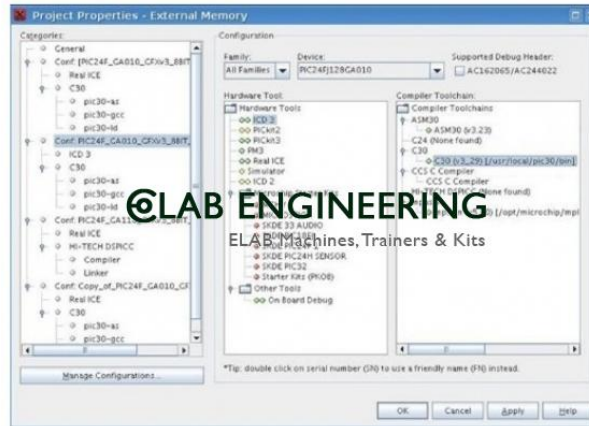 Project Properties - External Memory
Categories:
General
Conf: [PIC24F_GA010_GFXv3_8BIT_
Real ICE
C30
pic30-as
pic30-gcc
pic30-ld
Conf: PIC24F_GA010_GFXv3_8BIT_
ICD 3
C30
pic30-as
pic30-gcc
pic30-ld
Real ICE
HI-TECH DSPICC
Compiler
Linker
Conf: Copy_of_PIC24F_GA010_GF
Real ICE
C30
pic30-as
pic30-gcc
Manage Configurations...
Configuration
Family:
All Families
Device:
PIC24FJ128GA010
Supported Debug Header:
AC162065/AC244022
Hardware Tool:
Hardware Tools
ICD 3
PICkit2
PICkit3
PM3
Real ICE
Simulator
ICD 2
SKDE 33 AUDIO
SKDE PIC24H SENSOR
SKDE PIC32
Starter Kits (PKOB)
Other Tools
On Board Debug
Compiler Toolchain:
Compiler Toolchains
ASM30
ASM30 (v3.23)
C24 (None found)
C30
C30 (v3_29) [/usr/local/pic30/bin]
CCS C Compiler
CCS C Compiler
HI-TECH DSPICC (None found)
[/opt/microchip/mpl
ELAB ENGINEERING
ELAB Machines, Trainers & Kits
*Tip: double click on serial number (SN) to use a friendly name (FN) instead.
OK
Cancel
Apply
Help